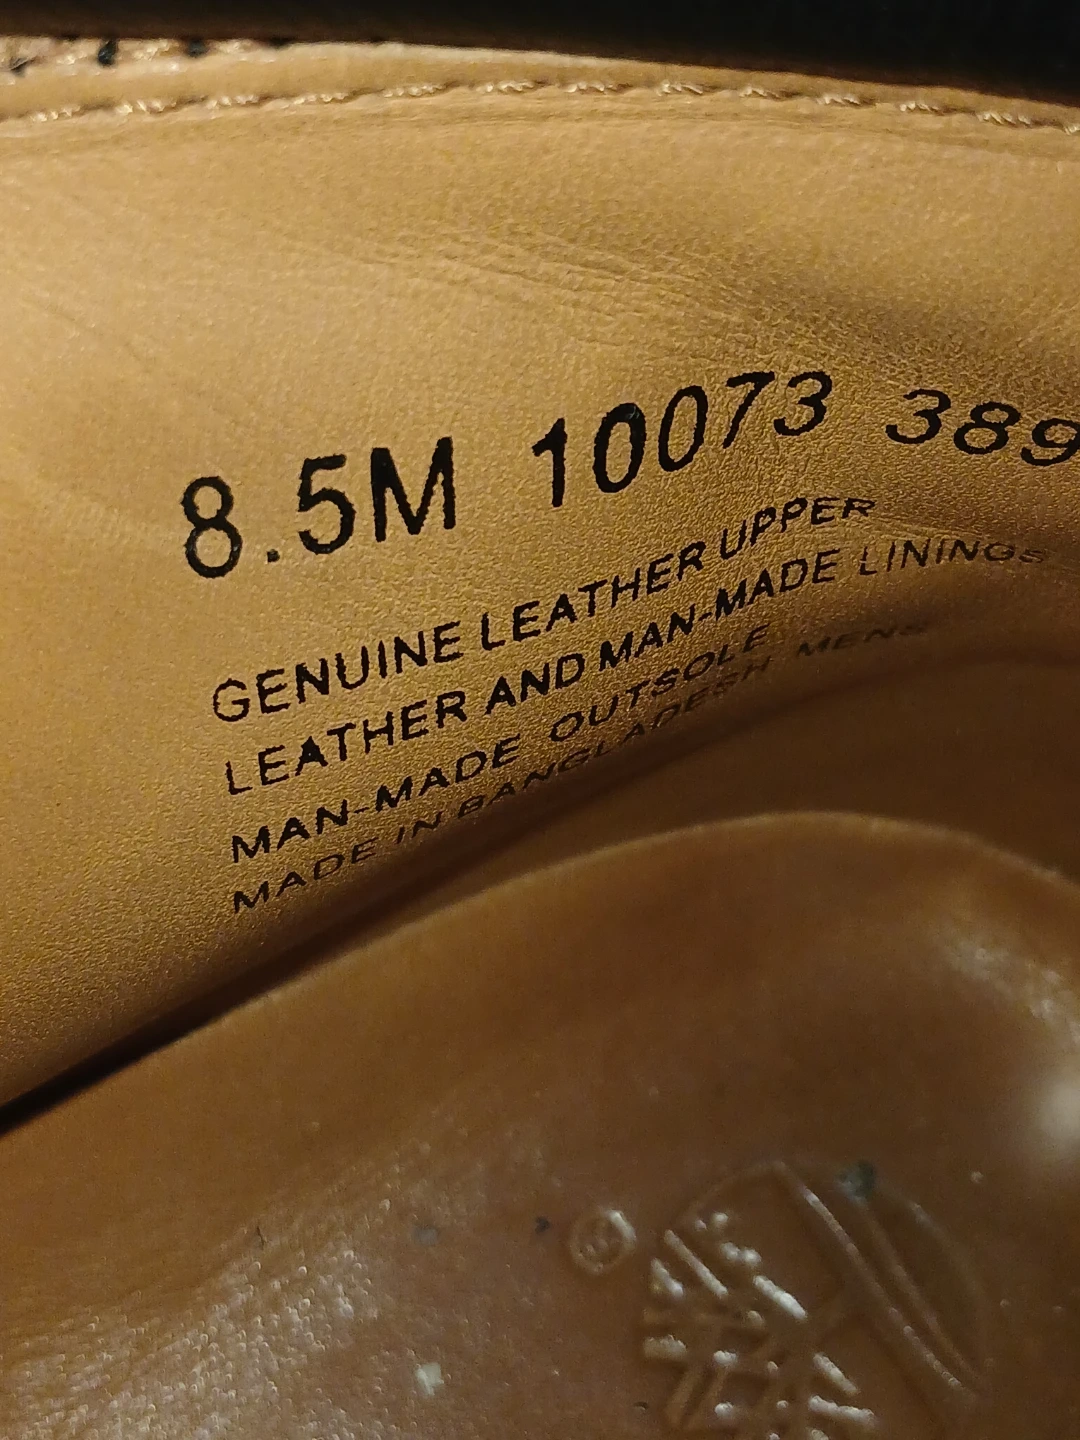 8.5M 10073 389
GENUINE LEATHER UPPER
LEATHER AND MAN-MADE LININGS
MAN-MADE OUTSOLE
MADE IN BANGLADESH MENS
®